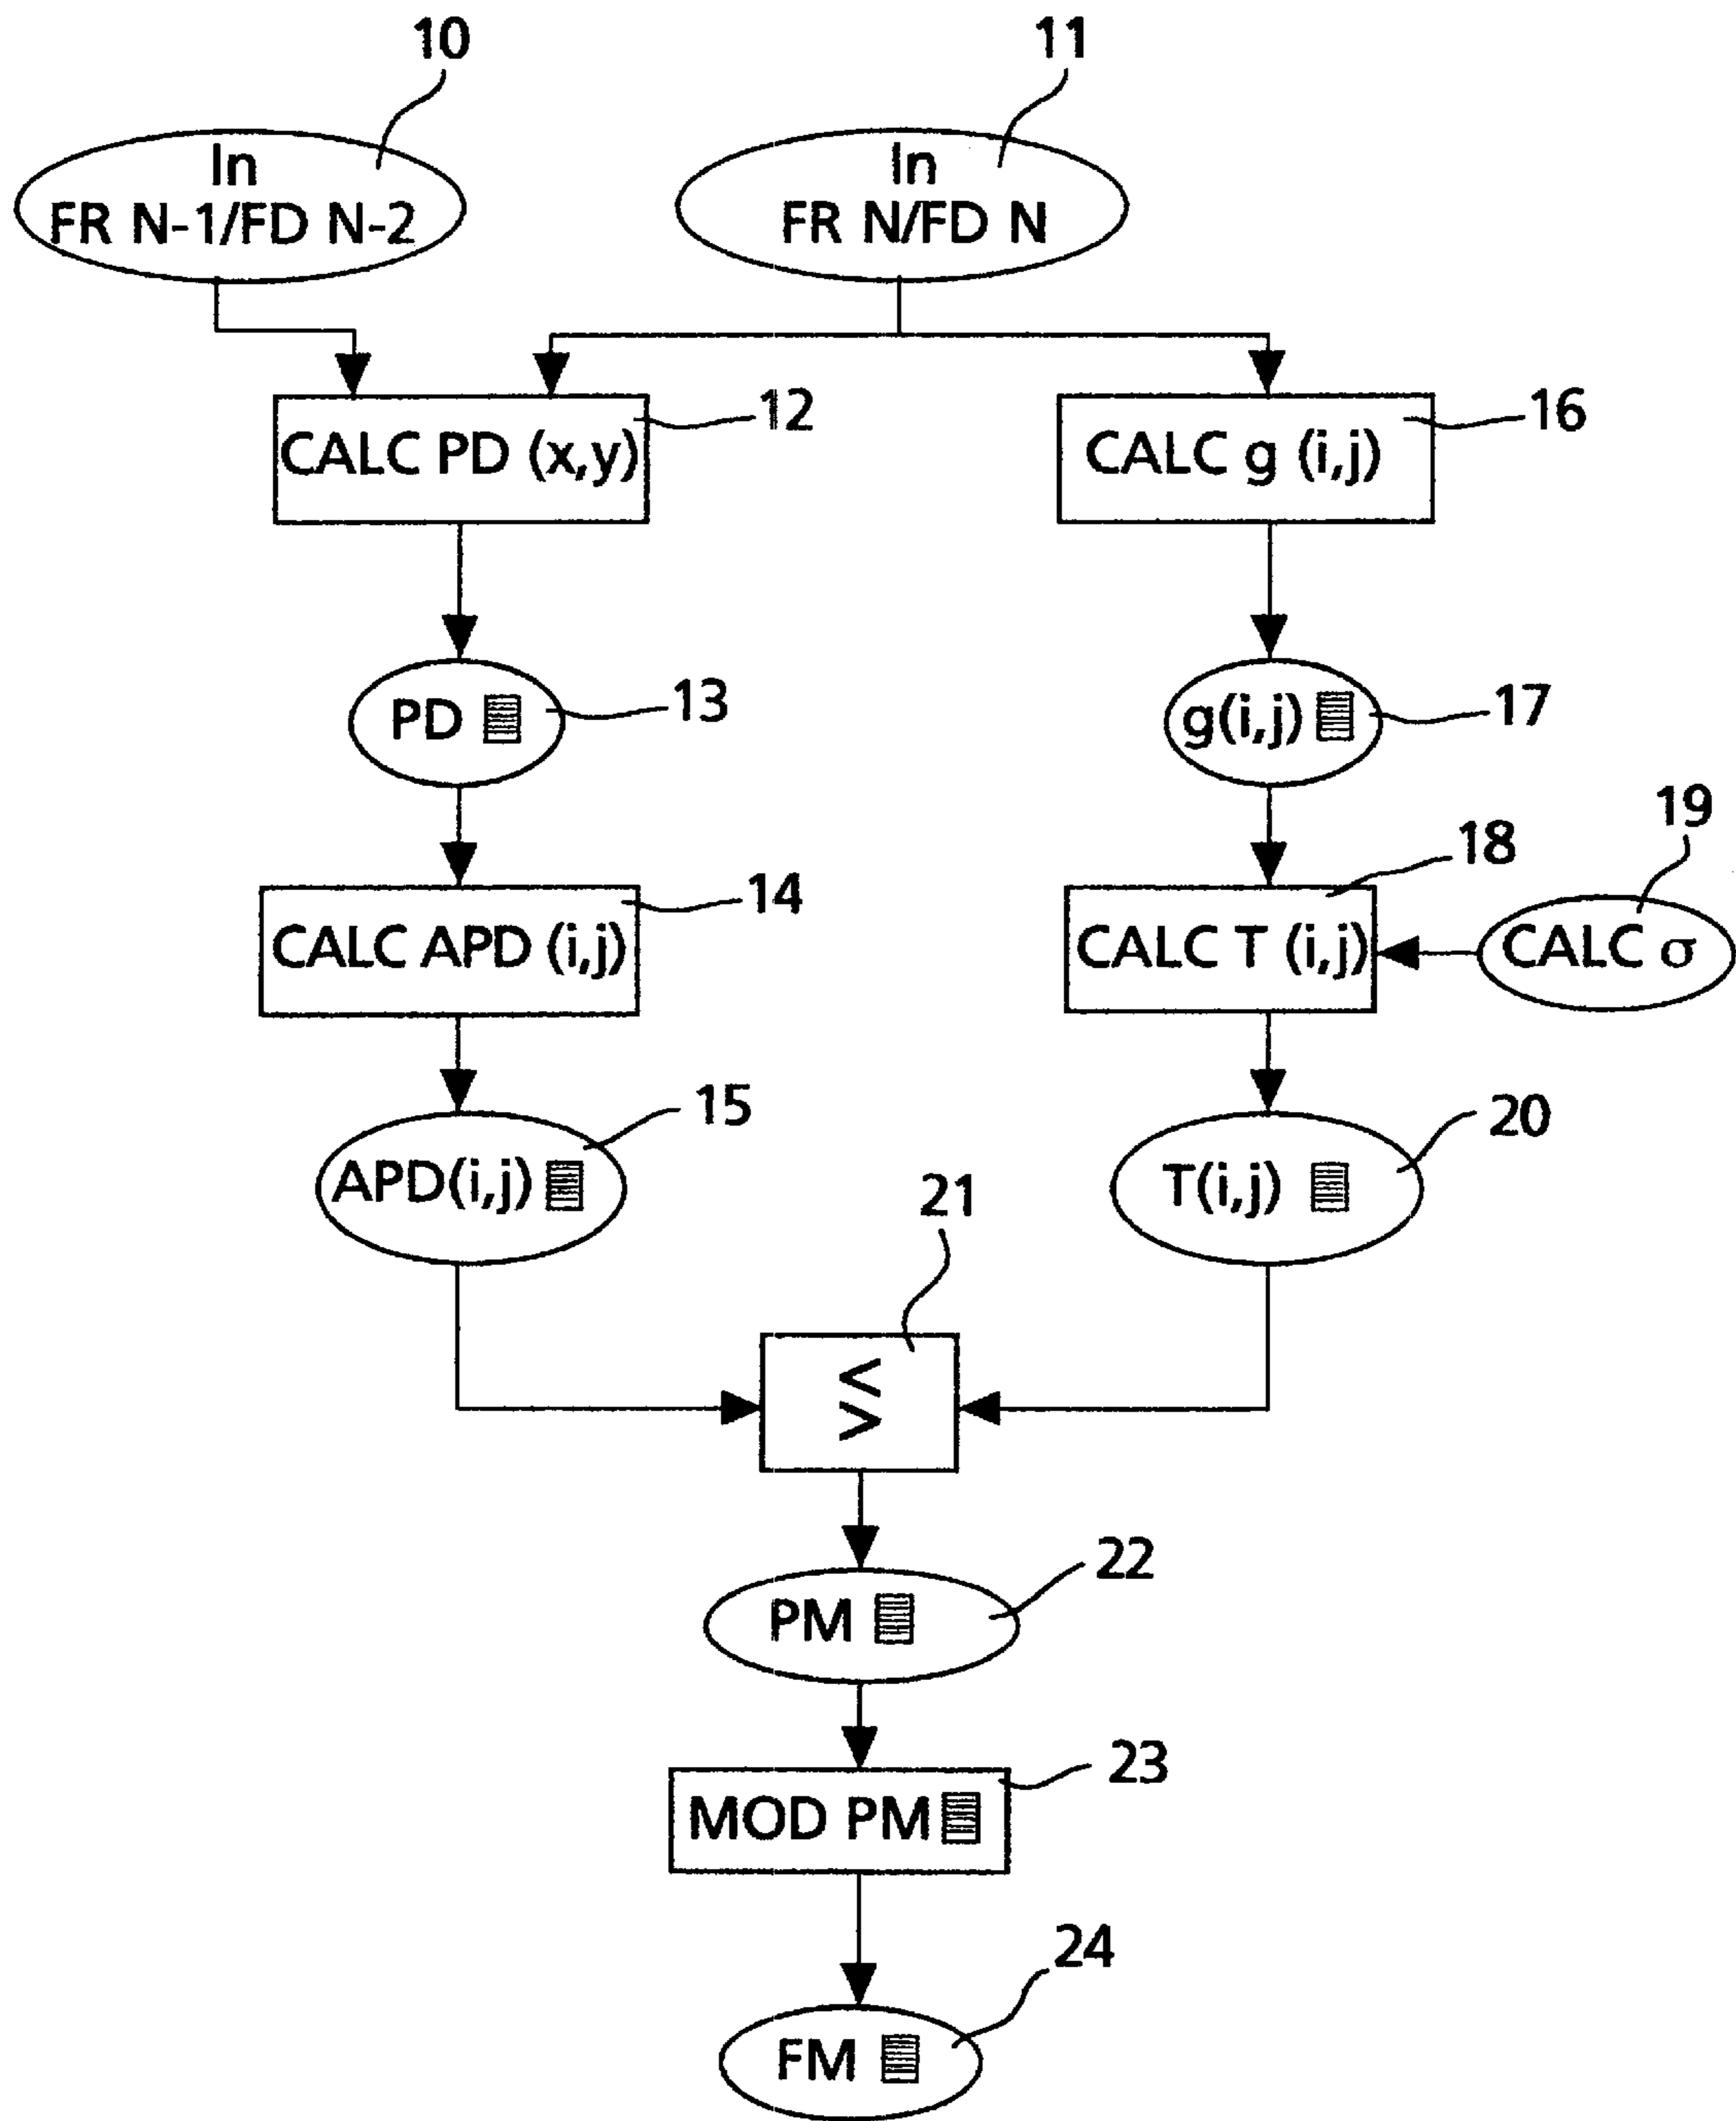 10
11
In
FR N-1/FD N-2
In
FR N/FD N
12
16
CALC PD (x,y)
CALC g (i,j)
13
17
PD
g(i,j)
19
18
14
CALC APD (i,j)
CALC T (i,j)
CALC σ
15
20
APD(i,j)
T(i,j)
21
<
>
22
PM
23
MOD PM
24
FM